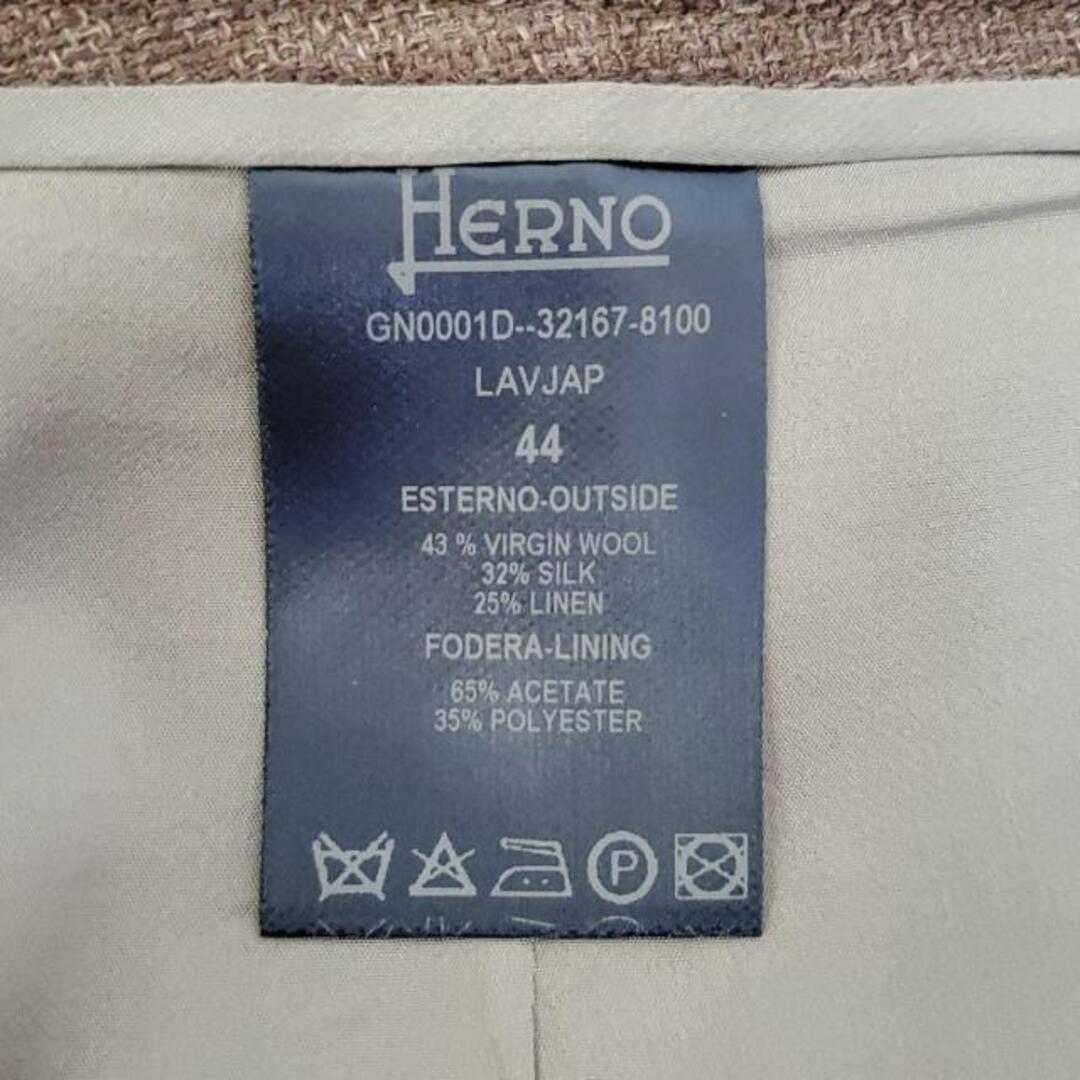 HERNO
GN0001D--32167-8100
LAVJAP
44
ESTERNO-OUTSIDE
43 % VIRGIN WOOL
32% SILK
25% LINEN
FODERA-LINING
65% ACETATE
35% POLYESTER
P